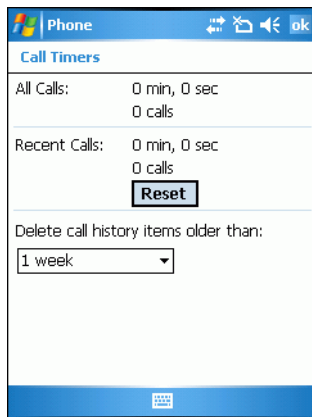 Phone ok
Call Timers
All Calls: 0 min, 0 sec
0 calls
Recent Calls: 0 min, 0 sec
0 calls
Reset
Delete call history items older than:
1 week